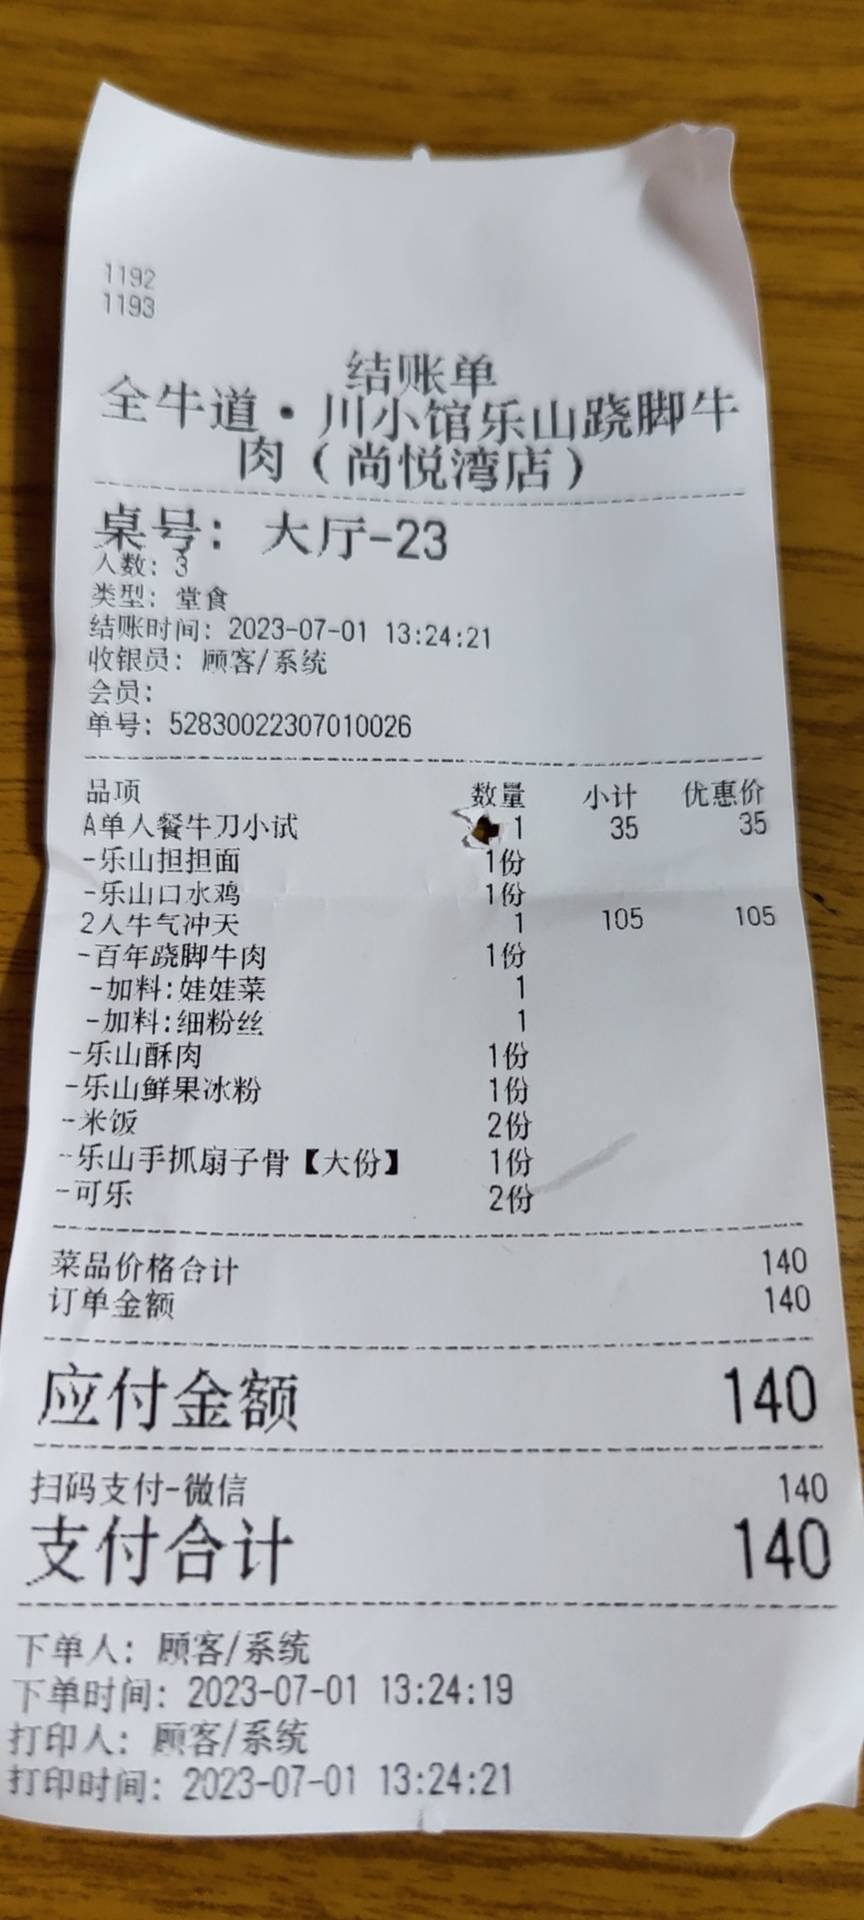 1192
1193
结账单
全牛道·川小馆乐山跷脚牛
肉(尚悦湾店)
桌号: 大厅-23
人数: 3
类型: 堂食
结账时间: 2023-07-01 13:24:21
收银员: 顾客/系统
会员:
单号: 52830022307010026
品项 数量 小计 优惠价
A单人餐牛刀小试 1 35 35
-乐山担担面 1份
-乐山口水鸡 1份
2人牛气冲天 1 105 105
-百年跷脚牛肉 1份
-加料:娃娃菜 1
-加料:细粉丝 1
-乐山酥肉 1份
-乐山鲜果冰粉 1份
-米饭 2份
-乐山手抓扇子骨【大份】 1份
-可乐 2份
菜品价格合计 140
订单金额 140
应付金额 140
扫码支付-微信 140
支付合计 140
下单人: 顾客/系统
下单时间: 2023-07-01 13:24:19
打印人: 顾客/系统
打印时间: 2023-07-01 13:24:21